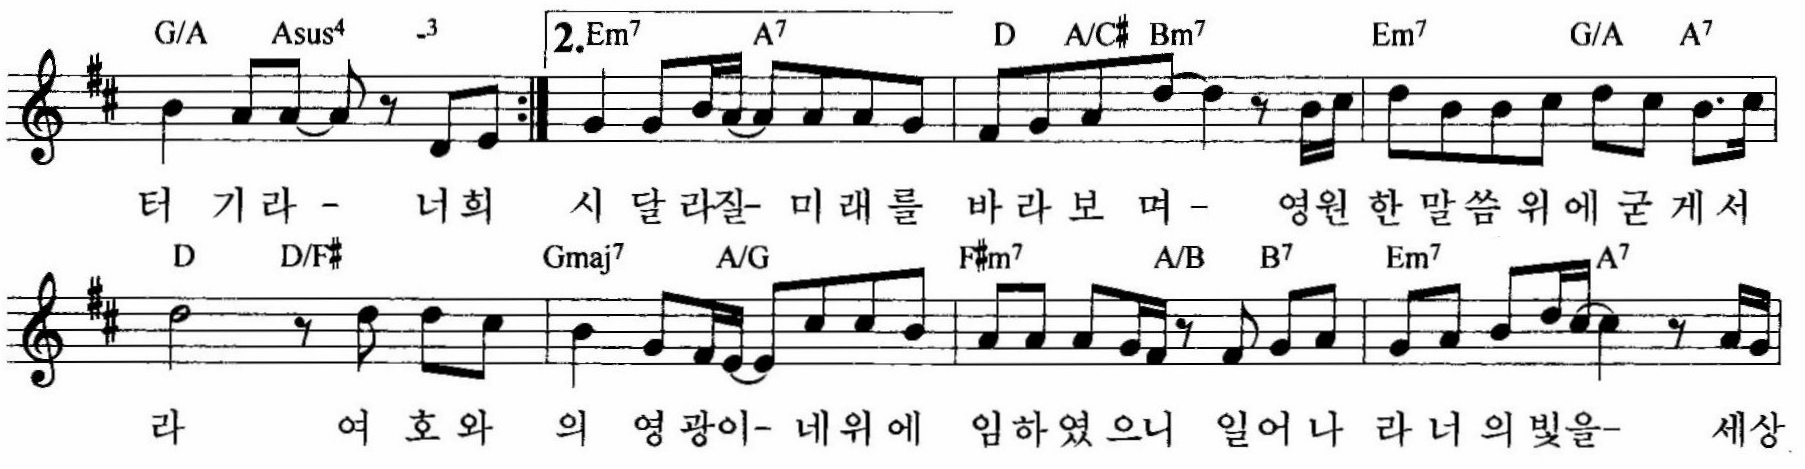 G/A Asus4 -3 2. Em7 A7 D A/C# Bm7 Em7 G/A A7
터 기 라 - 너 희 시 달 라 질- 미 래 를 바 라 보 며 - 영원 한 말 씀 위 에 굳 게 서
D D/F# Gmaj7 A/G F#m7 A/B B7 Em7 A7
라 여 호 와 의 영 광이- 네 위 에 임 하 였 으니 일어 나 라 너 의 빛을- 세상